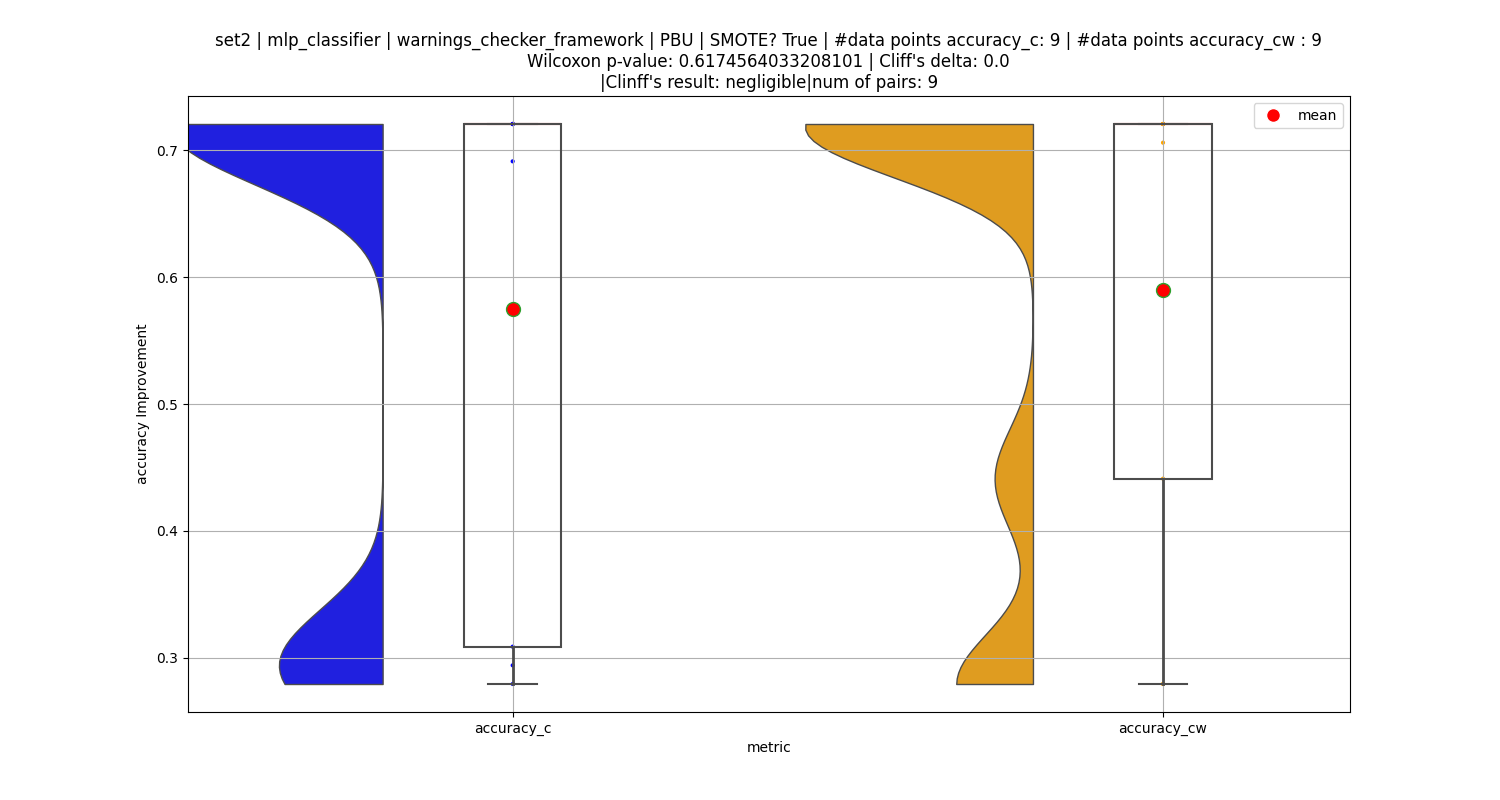 set2 | mlp_classifier | warnings_checker_framework | PBU | SMOTE? True | #data points accuracy_c: 9 | #data points accuracy_cw : 9
Wilcoxon p-value: 0.6174564033208101 | Cliff's delta: 0.0
|Clinff's result: negligible|num of pairs: 9
mean
0.7
0.6
0.5
0.4
0.3
accuracy Improvement
accuracy_c
accuracy_cw
metric